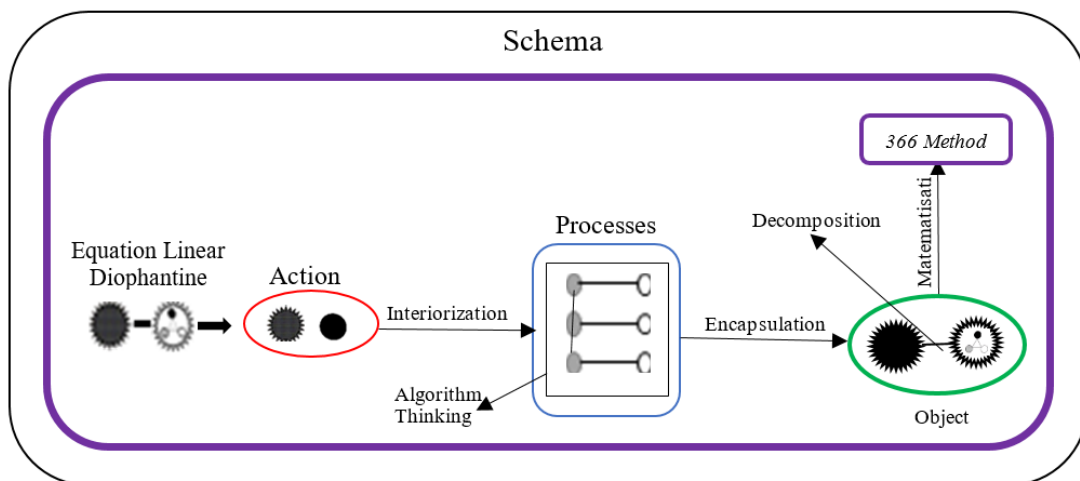 Schema
366 Method
Matematisati
Decomposition
Processes
Equation Linear
Diophantine
Action
Interiorization
Encapsulation
Algorithm
Thinking
Object